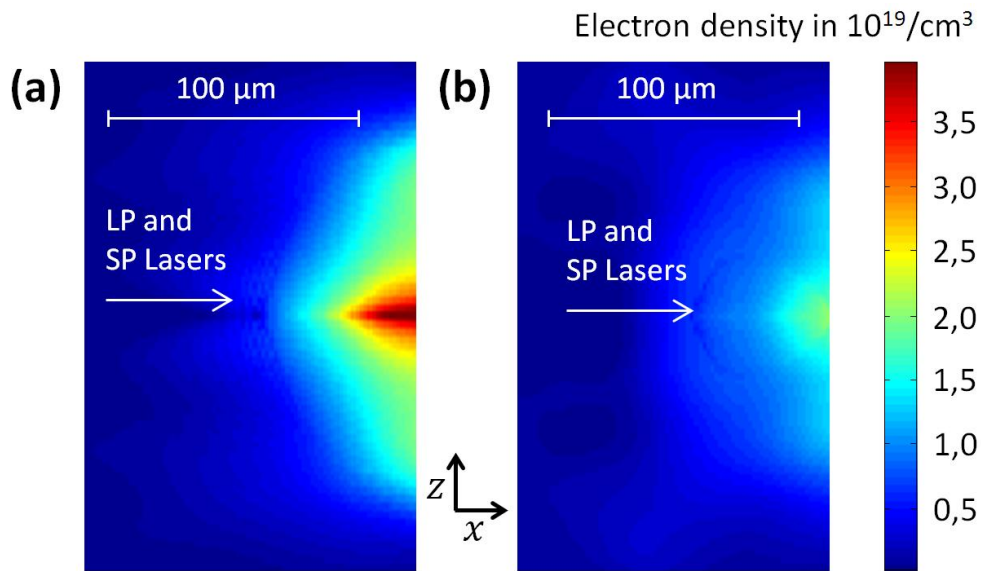 Electron density in 10¹⁹/cm³
(a)
100 µm
LP and
SP Lasers
(b)
100 µm
LP and
SP Lasers
z
x
3,5
3,0
2,5
2,0
1,5
1,0
0,5